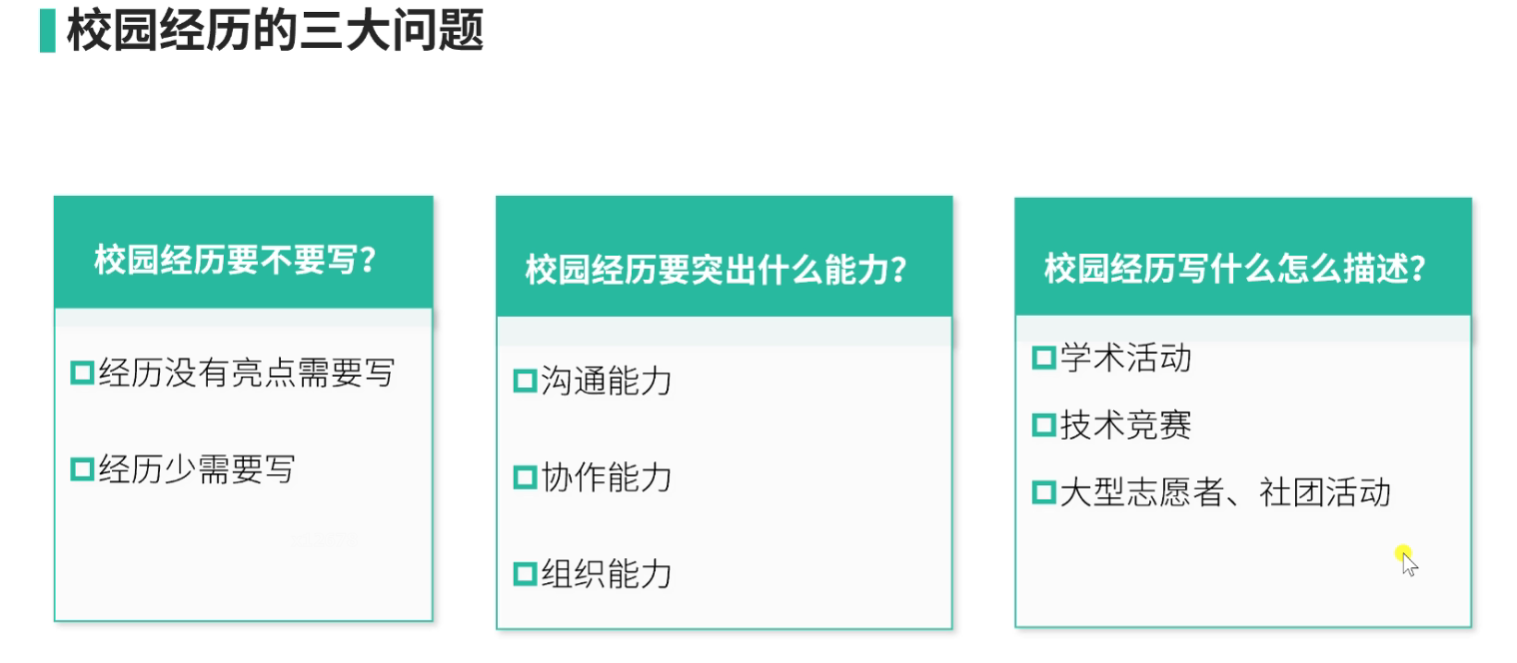 校园经历的三大问题
校园经历要不要写？
经历没有亮点需要写
经历少需要写
校园经历要突出什么能力？
沟通能力
协作能力
组织能力
校园经历写什么怎么描述？
学术活动
技术竞赛
大型志愿者、社团活动